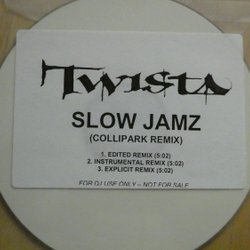 TWISTA
SLOW JAMZ
(COLLIPARK REMIX)
1. EDITED REMIX (5:02)
2. INSTRUMENTAL REMIX (5:02)
3. EXPLICIT REMIX (5:02)
FOR DJ USE ONLY – NOT FOR SALE